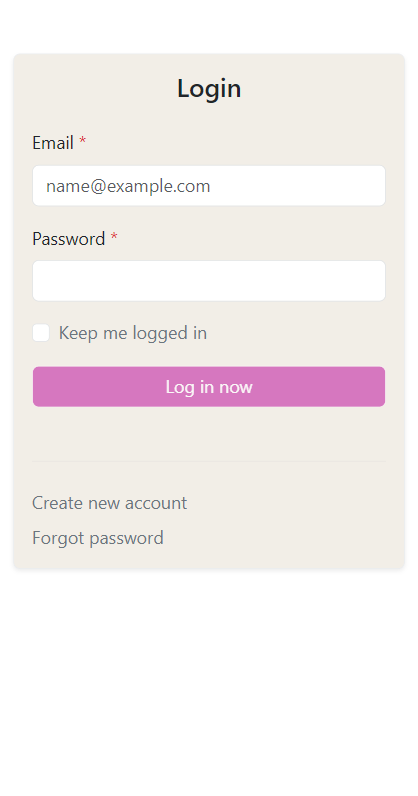 Login
Email *
name@example.com
Password *
Keep me logged in
Log in now
Create new account
Forgot password